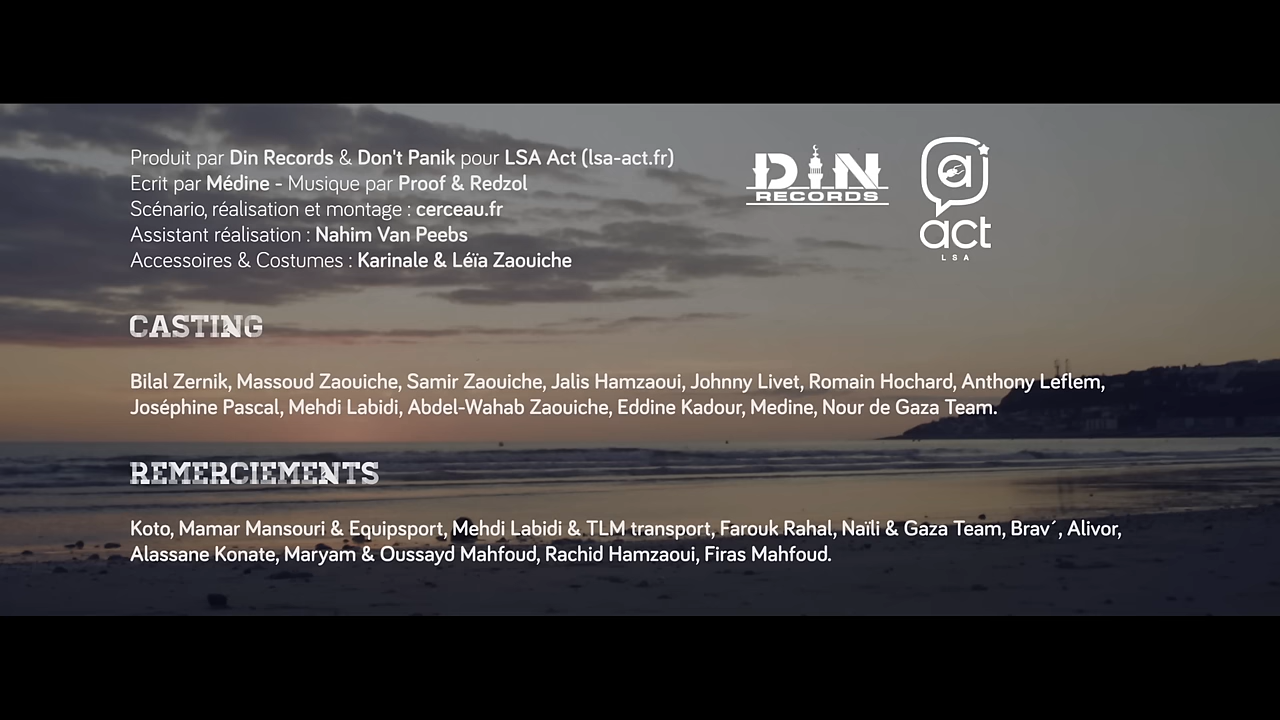 Produit par Din Records & Don't Panik pour LSA Act (lsa-act.fr)
Ecrit par Médine - Musique par Proof & Redzol
Scénario, réalisation et montage : cerceau.fr
Assistant réalisation : Nahim Van Peebs
Accessoires & Costumes : Karinale & Léïa Zaouiche
DIN
RECORDS
a
act
LSA
CASTING
Bilal Zernik, Massoud Zaouiche, Samir Zaouiche, Jalis Hamzaoui, Johnny Livet, Romain Hochard, Anthony Leflem,
Joséphine Pascal, Mehdi Labidi, Abdel-Wahab Zaouiche, Eddine Kadour, Medine, Nour de Gaza Team.
REMERCIEMENTS
Koto, Mamar Mansouri & Equipsport, Mehdi Labidi & TLM transport, Farouk Rahal, Naïli & Gaza Team, Brav´ , Alivor,
Alassane Konate, Maryam & Oussayd Mahfoud, Rachid Hamzaoui, Firas Mahfoud.